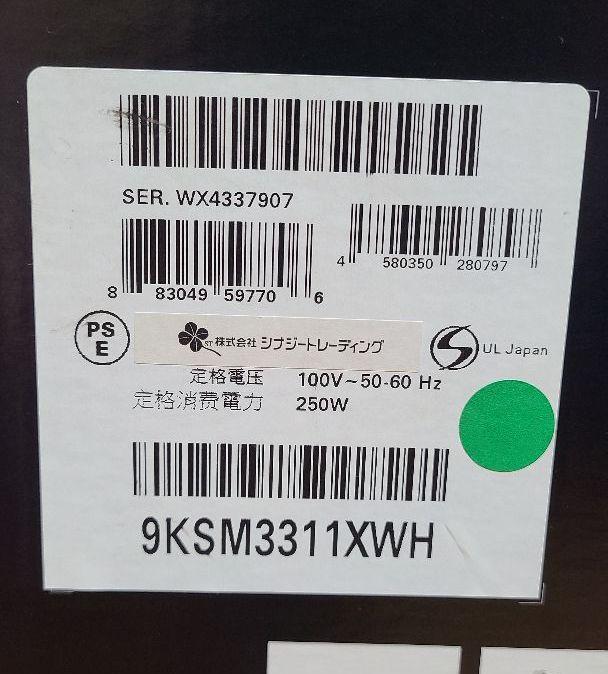 SER. WX4337907
4 580350 280797
8 83049 59770 6
PS
E
ST 株式会社 シナジートレーディング
UL Japan
定格電圧 100V~50-60 Hz
定格消費電力 250W
9KSM3311XWH